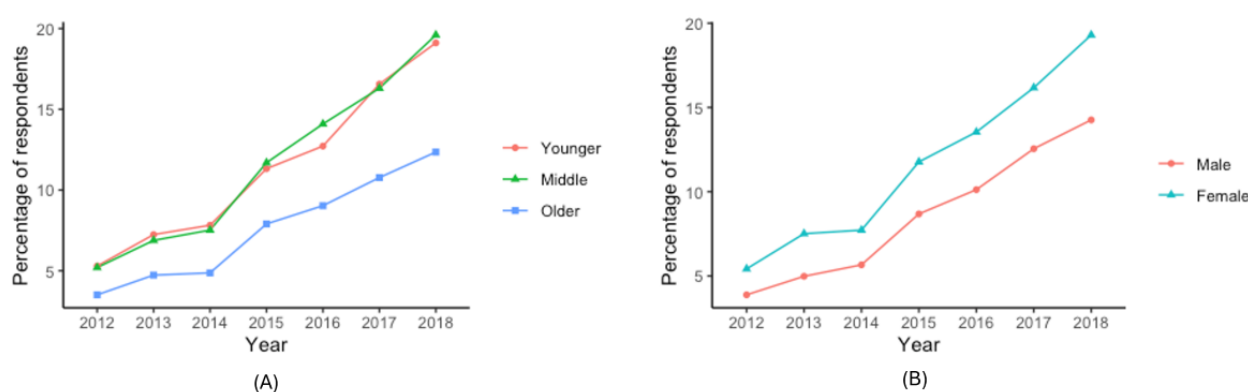 Percentage of respondents
20
15
10
5
2012 2013 2014 2015 2016 2017 2018
Year
Younger
Middle
Older
(A)
Percentage of respondents
20
15
10
5
2012 2013 2014 2015 2016 2017 2018
Year
Male
Female
(B)